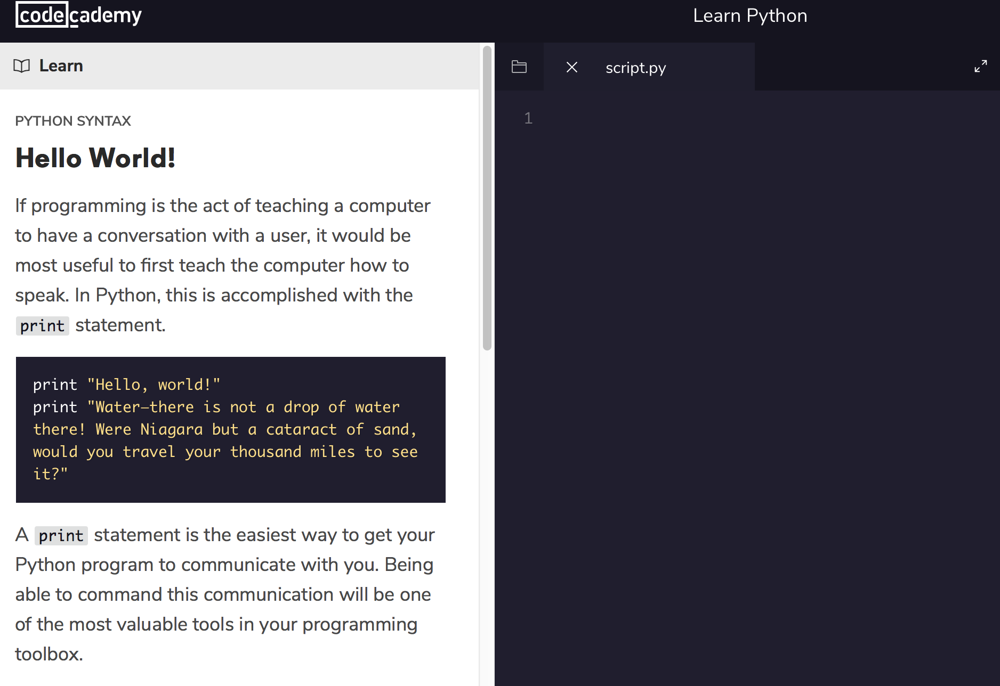 codecademy
Learn Python
Learn
script.py
1
PYTHON SYNTAX
Hello World!
If programming is the act of teaching a computer
to have a conversation with a user, it would be
most useful to first teach the computer how to
speak. In Python, this is accomplished with the
print statement.
print "Hello, world!"
print "Water—there is not a drop of water
there! Were Niagara but a cataract of sand,
would you travel your thousand miles to see
it?"
A print statement is the easiest way to get your
Python program to communicate with you. Being
able to command this communication will be one
of the most valuable tools in your programming
toolbox.